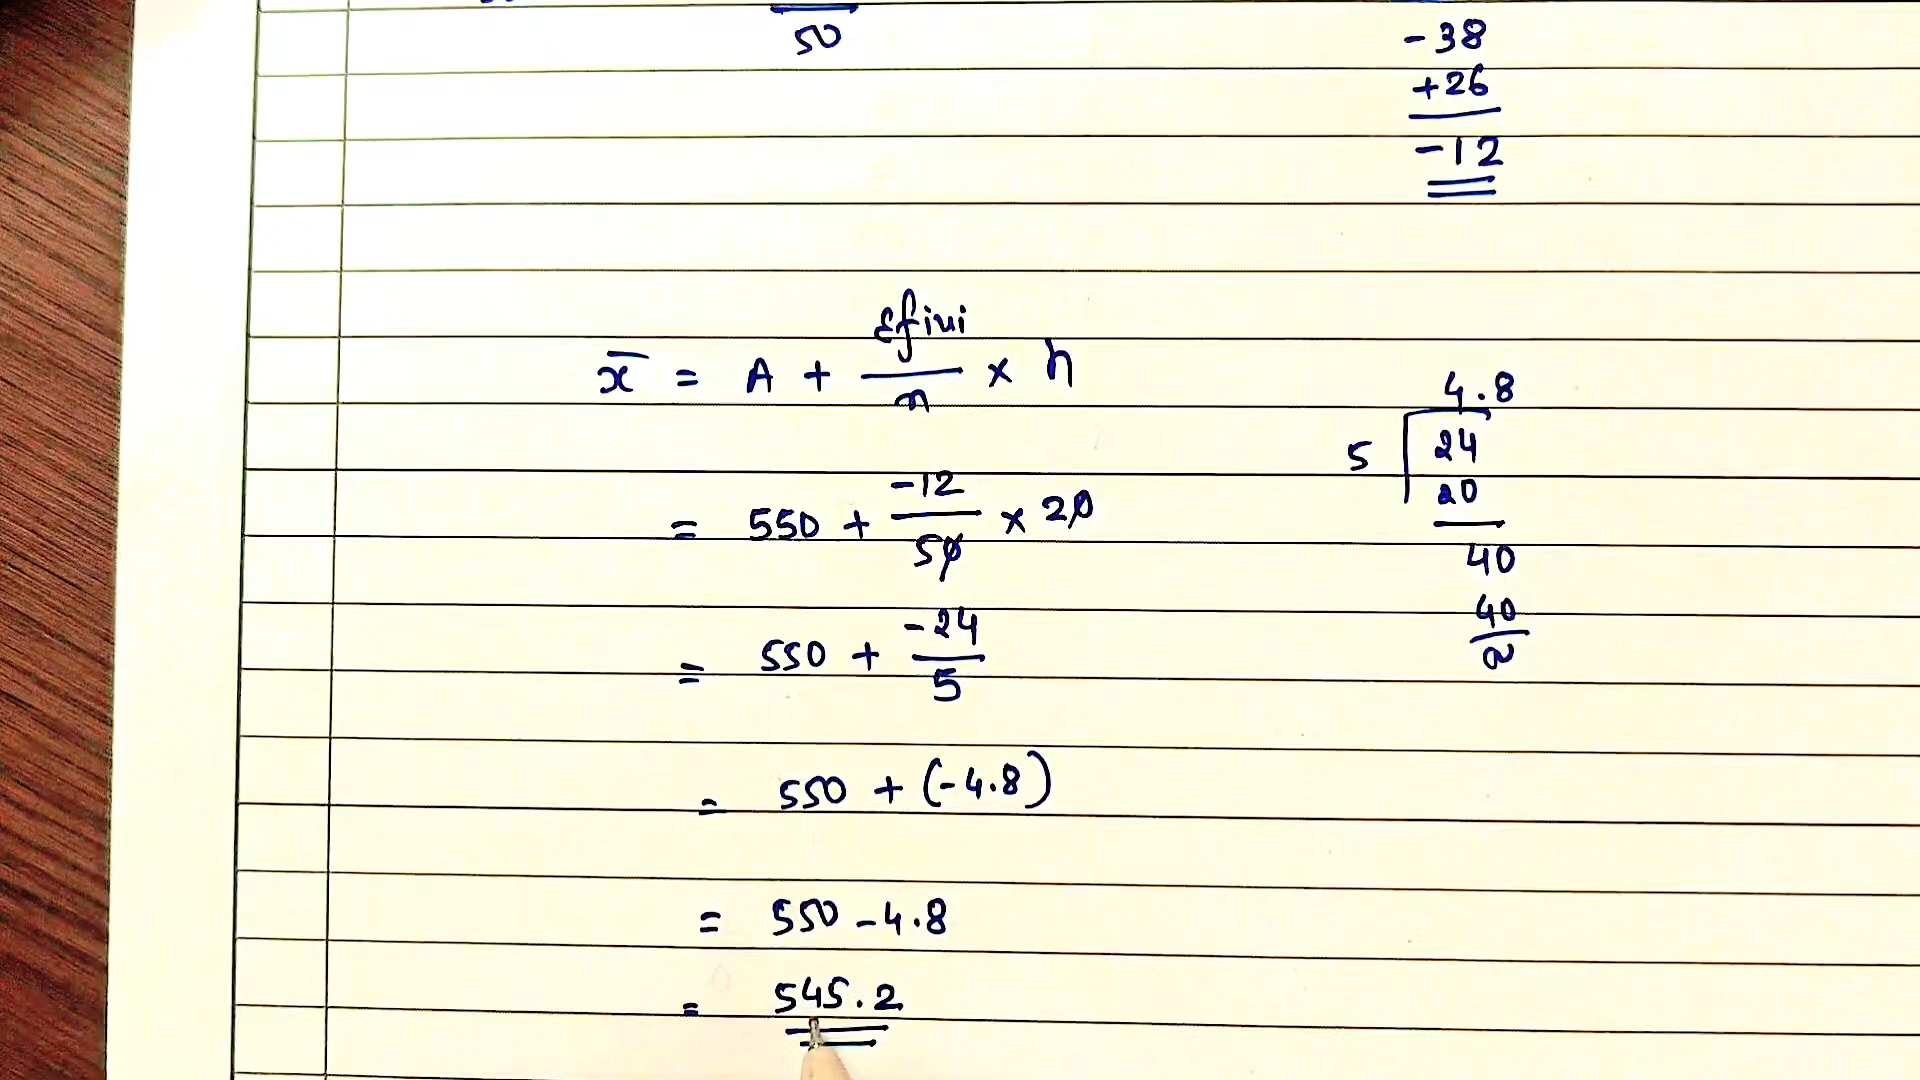 50
-38
+26
-12
x̄ = A + Σfiui/n × h
= 550 + -12/50 × 20
= 550 + -24/5
= 550 + (-4.8)
= 550 - 4.8
= 545.2
4.8
5 24
20
40
40
0